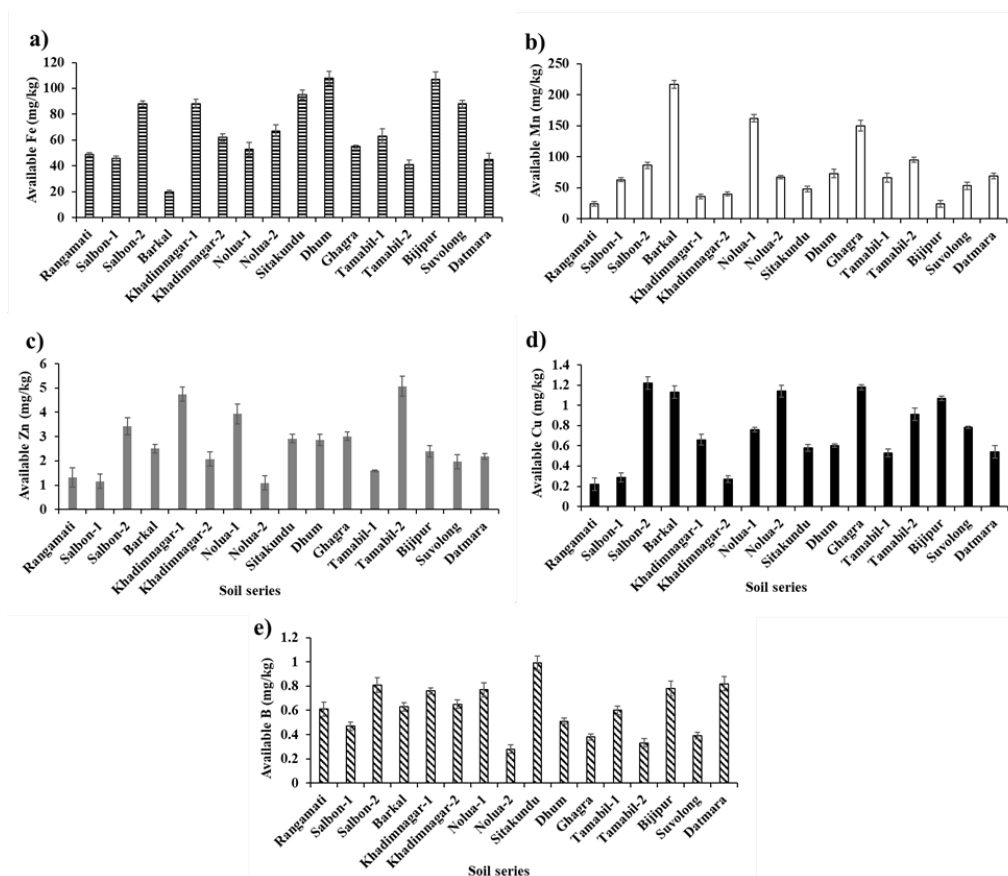 a)
Available Fe (mg/kg)
120
100
80
60
40
20
0
Rangamati
Salbon-1
Salbon-2
Barkal
Khadimnagar-1
Khadimnagar-2
Nolua-1
Nolua-2
Sitakundu
Dhum
Ghagra
Tamabil-1
Tamabil-2
Bijipur
Suvolong
Datmara
b)
Available Mn (mg/kg)
250
200
150
100
50
0
Rangamati
Salbon-1
Salbon-2
Barkal
Khadimnagar-1
Khadimnagar-2
Nolua-1
Nolua-2
Sitakundu
Dhum
Ghagra
Tamabil-1
Tamabil-2
Bijipur
Suvolong
Datmara
c)
Available Zn (mg/kg)
6
5
4
3
2
1
0
Rangamati
Salbon-1
Salbon-2
Barkal
Khadimnagar-1
Khadimnagar-2
Nolua-1
Nolua-2
Sitakundu
Dhum
Ghagra
Tamabil-1
Tamabil-2
Bijipur
Suvolong
Datmara
Soil series
d)
Available Cu (mg/kg)
1.4
1.2
1
0.8
0.6
0.4
0.2
0
Rangamati
Salbon-1
Salbon-2
Barkal
Khadimnagar-1
Khadimnagar-2
Nolua-1
Nolua-2
Sitakundu
Dhum
Ghagra
Tamabil-1
Tamabil-2
Bijipur
Suvolong
Datmara
Soil series
e)
Available B (mg/kg)
1.2
1
0.8
0.6
0.4
0.2
0
Rangamati
Salbon-1
Salbon-2
Barkal
Khadimnagar-1
Khadimnagar-2
Nolua-1
Nolua-2
Sitakundu
Dhum
Ghagra
Tamabil-1
Tamabil-2
Bijipur
Suvolong
Datmara
Soil series